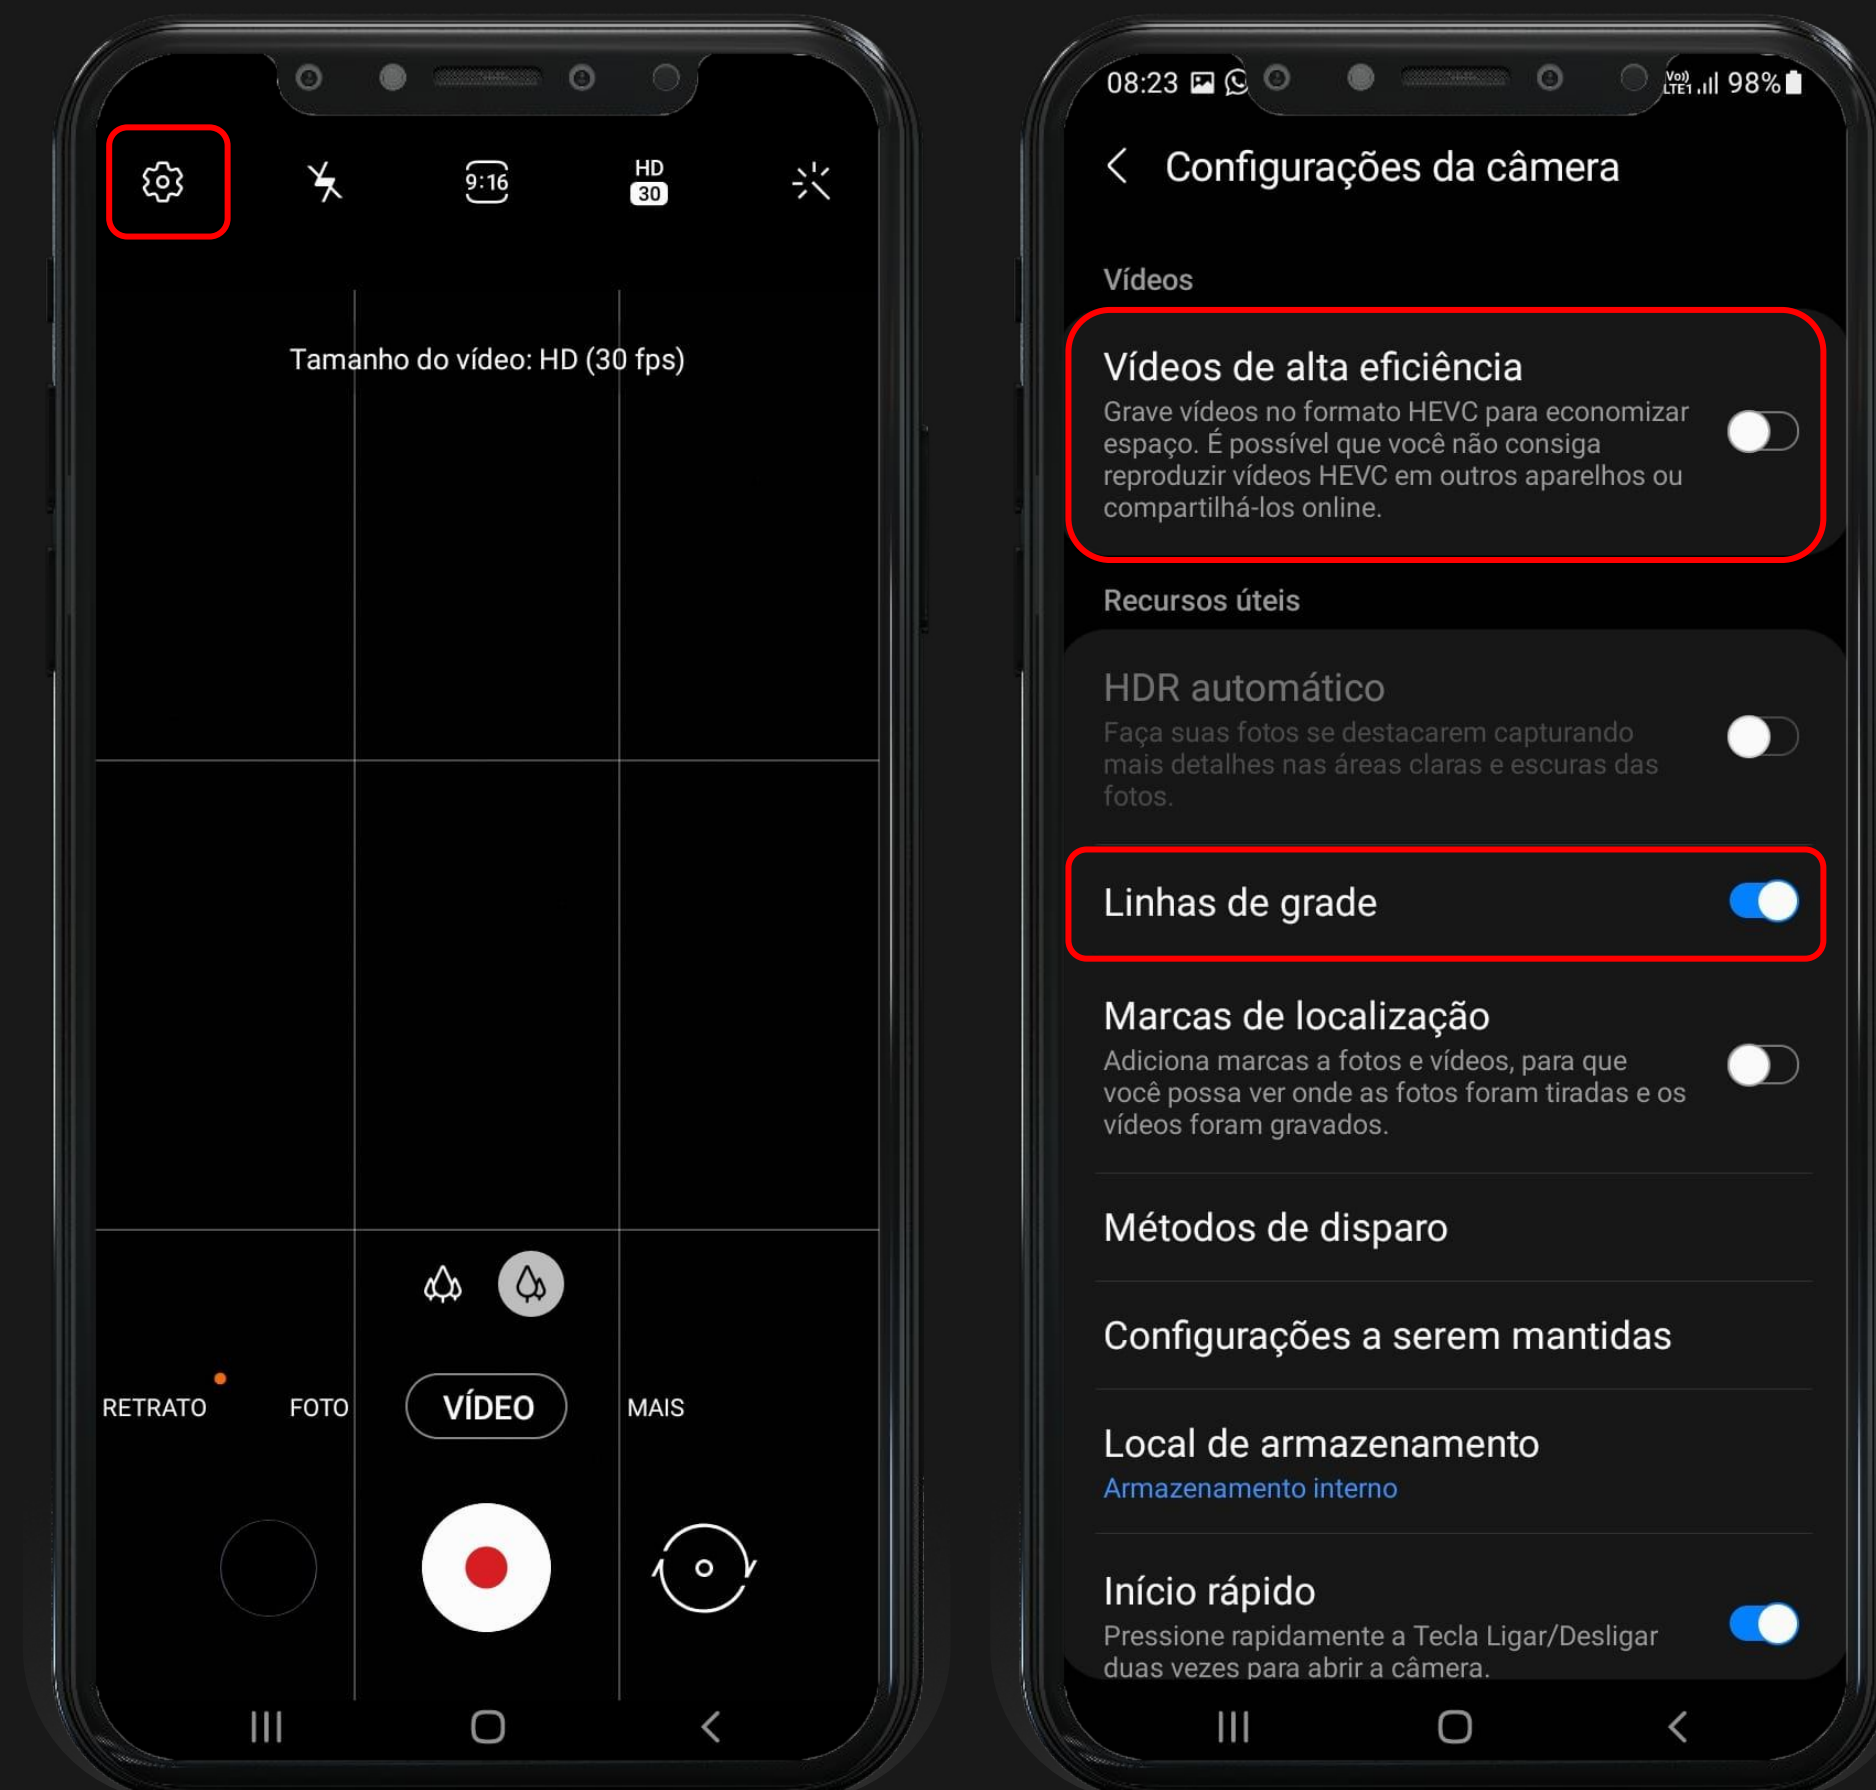 9:16
HD
30
Tamanho do vídeo: HD (30 fps)
RETRATO
FOTO
VÍDEO
MAIS
08:23
Vo))
LTE1
98%
Configurações da câmera
Vídeos
Vídeos de alta eficiência
Grave vídeos no formato HEVC para economizar
espaço. É possível que você não consiga
reproduzir vídeos HEVC em outros aparelhos ou
compartilhá-los online.
Recursos úteis
HDR automático
Faça suas fotos se destacarem capturando
mais detalhes nas áreas claras e escuras das
fotos.
Linhas de grade
Marcas de localização
Adiciona marcas a fotos e vídeos, para que
você possa ver onde as fotos foram tiradas e os
vídeos foram gravados.
Métodos de disparo
Configurações a serem mantidas
Local de armazenamento
Armazenamento interno
Início rápido
Pressione rapidamente a Tecla Ligar/Desligar
duas vezes para abrir a câmera.